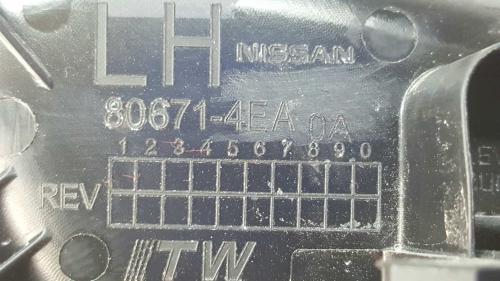 LH NISSAN
80671-4EA 0A
1 2 3 4 5 6 7 8 9 0
REV
ITW